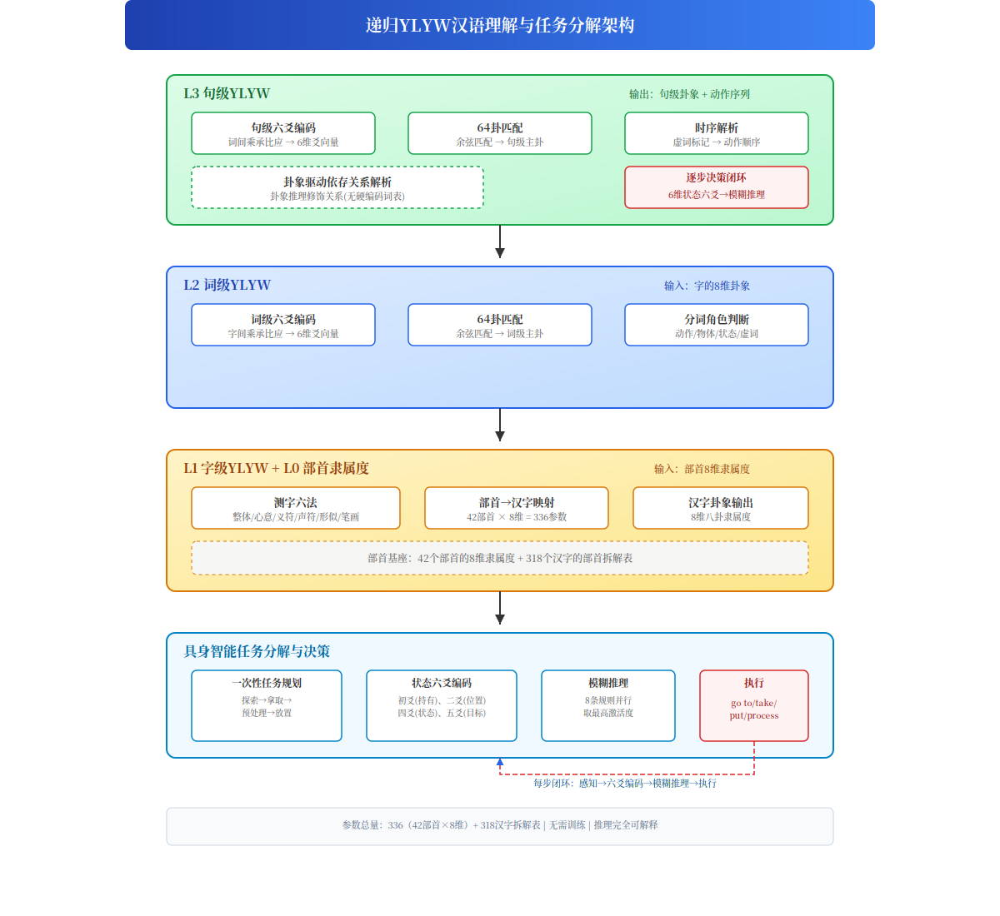 递归YLYW汉语理解与任务分解架构
L3 句级YLYW
输出：句级卦象 + 动作序列
句级六爻编码
词间乘承比应 → 6维爻向量
64卦匹配
余弦匹配 → 句级主卦
时序解析
虚词标记 → 动作顺序
卦象驱动依存关系解析
卦象推理修饰关系(无硬编码词表)
逐步决策闭环
6维状态六爻→模糊推理
L2 词级YLYW
输入：字的8维卦象
词级六爻编码
字间乘承比应 → 6维爻向量
64卦匹配
余弦匹配 → 词级主卦
分词角色判断
动作/物体/状态/虚词
L1 字级YLYW + L0 部首隶属度
输入：部首8维隶属度
测字六法
整体/心意/义符/声符/形似/笔画
部首→汉字映射
42部首 × 8维 = 336参数
汉字卦象输出
8维八卦隶属度
部首基座：42个部首的8维隶属度 + 318个汉字的部首拆解表
具身智能任务分解与决策
一次性任务规划
探索→拿取→
预处理→放置
状态六爻编码
初爻(持有)、二爻(位置)
四爻(状态)、五爻(目标)
模糊推理
8条规则并行
取最高激活度
执行
go to/take/
put/process
每步闭环：感知→六爻编码→模糊推理→执行
参数总量：336（42部首×8维）+ 318汉字拆解表 | 无需训练 | 推理完全可解释